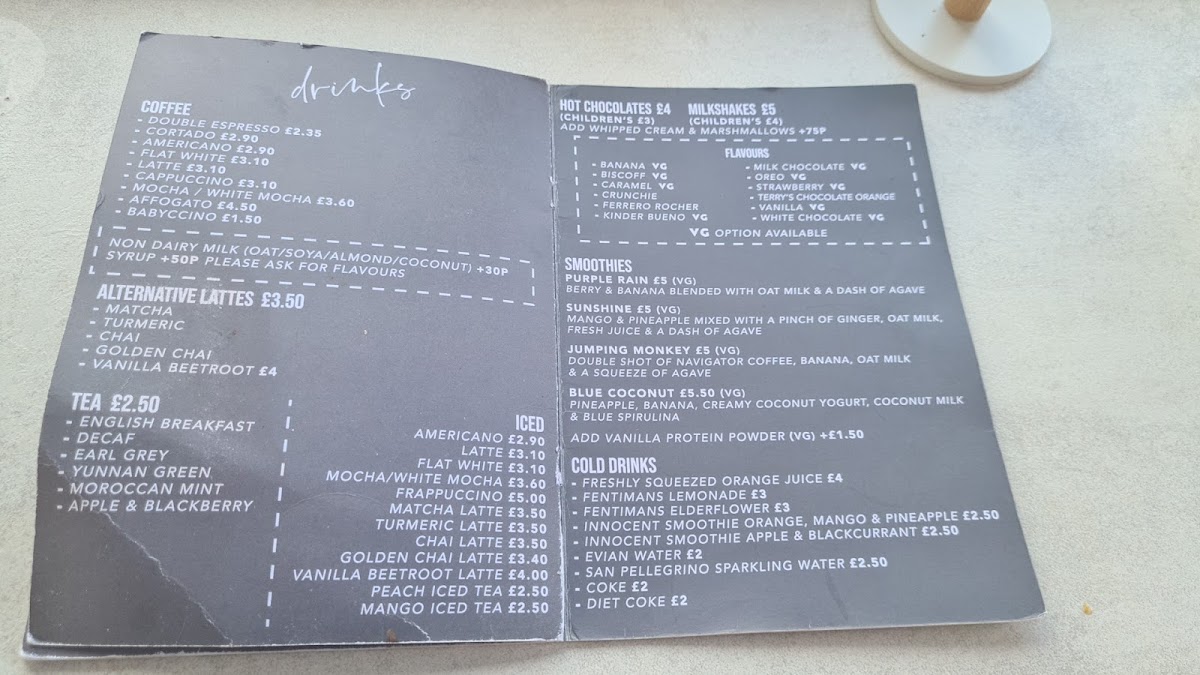 drinks
COFFEE
- DOUBLE ESPRESSO £2.35
- CORTADO £2.90
- AMERICANO £2.90
- FLAT WHITE £3.10
- LATTE £3.10
- CAPPUCCINO £3.10
- MOCHA / WHITE MOCHA £3.60
- AFFOGATO £4.50
- BABYCCINO £1.50
NON DAIRY MILK (OAT/SOYA/ALMOND/COCONUT) +30P
SYRUP +50P PLEASE ASK FOR FLAVOURS
ALTERNATIVE LATTES £3.50
- MATCHA
- TURMERIC
- CHAI
- GOLDEN CHAI
- VANILLA BEETROOT £4
TEA £2.50
- ENGLISH BREAKFAST
- DECAF
- EARL GREY
- YUNNAN GREEN
- MOROCCAN MINT
- APPLE & BLACKBERRY
ICED
AMERICANO £2.90
LATTE £3.10
FLAT WHITE £3.10
MOCHA/WHITE MOCHA £3.60
FRAPPUCCINO £5.00
MATCHA LATTE £3.50
TURMERIC LATTE £3.50
CHAI LATTE £3.50
GOLDEN CHAI LATTE £3.40
VANILLA BEETROOT LATTE £4.00
PEACH ICED TEA £2.50
MANGO ICED TEA £2.50
HOT CHOCOLATES £4
(CHILDREN'S £3)
MILKSHAKES £5
(CHILDREN'S £4)
ADD WHIPPED CREAM & MARSHMALLOWS +75P
FLAVOURS
- BANANA VG
- BISCOFF VG
- CARAMEL VG
- CRUNCHIE
- FERRERO ROCHER
- KINDER BUENO VG
- MILK CHOCOLATE VG
- OREO VG
- STRAWBERRY VG
- TERRY'S CHOCOLATE ORANGE
- VANILLA VG
- WHITE CHOCOLATE VG
VG OPTION AVAILABLE
SMOOTHIES
PURPLE RAIN £5 (VG)
BERRY & BANANA BLENDED WITH OAT MILK & A DASH OF AGAVE
SUNSHINE £5 (VG)
MANGO & PINEAPPLE MIXED WITH A PINCH OF GINGER, OAT MILK,
FRESH JUICE & A DASH OF AGAVE
JUMPING MONKEY £5 (VG)
DOUBLE SHOT OF NAVIGATOR COFFEE, BANANA, OAT MILK
& A SQUEEZE OF AGAVE
BLUE COCONUT £5.50 (VG)
PINEAPPLE, BANANA, CREAMY COCONUT YOGURT, COCONUT MILK
& BLUE SPIRULINA
ADD VANILLA PROTEIN POWDER (VG) +£1.50
COLD DRINKS
- FRESHLY SQUEEZED ORANGE JUICE £4
- FENTIMANS LEMONADE £3
- FENTIMANS ELDERFLOWER £3
- INNOCENT SMOOTHIE ORANGE, MANGO & PINEAPPLE £2.50
- INNOCENT SMOOTHIE APPLE & BLACKCURRANT £2.50
- EVIAN WATER £2
- SAN PELLEGRINO SPARKLING WATER £2.50
- COKE £2
- DIET COKE £2